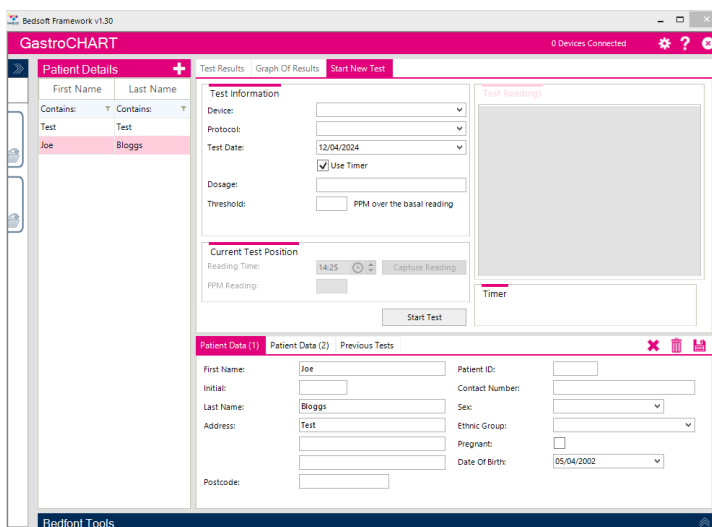 Bedsoft Framework v1.30
GastroCHART
0 Devices Connected
?
Patient Details
First Name Last Name
Contains: Contains:
Test Test
Joe Bloggs
Test Results Graph Of Results Start New Test
Test Information
Device:
Protocol:
Test Date: 12/04/2024
Use Timer
Dosage:
Threshold: PPM over the basal reading
Current Test Position
Reading Time: 14:25 Capture Reading
PPM Reading:
Start Test
Test Readings
Timer
Patient Data (1) Patient Data (2) Previous Tests
First Name: Joe
Initial:
Last Name: Bloggs
Address: Test
Postcode:
Patient ID:
Contact Number:
Sex:
Ethnic Group:
Pregnant:
Date Of Birth: 05/04/2002
Bedfont Tools